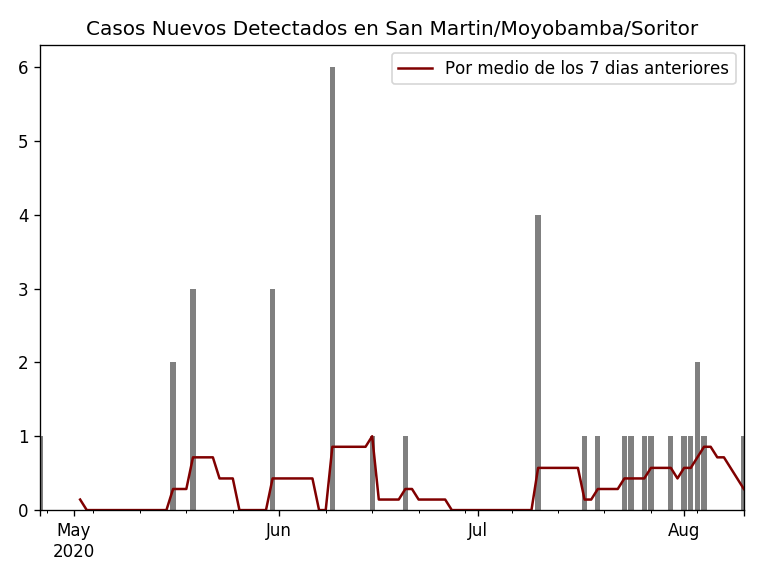 Casos Nuevos Detectados en San Martin/Moyobamba/Soritor
Por medio de los 7 dias anteriores
6
5
4
3
2
1
0
May Jun Jul Aug
2020